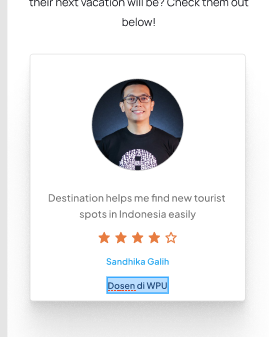 their next vacation will be? Check them out
below!
Destination helps me find new tourist
spots in Indonesia easily
Sandhika Galih
Dosen di WPU